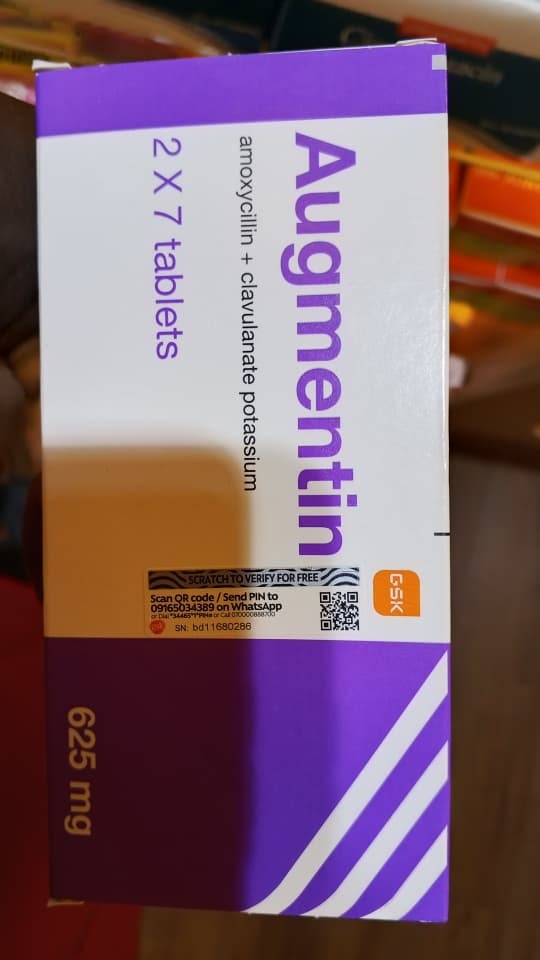 Augmentin
amoxycillin + clavulanate potassium
2 X 7 tablets
GSK
SCRATCH TO VERIFY FOR FREE
Scan QR code / Send PIN to
09165034389 on WhatsApp
SN: bd11680286
625 mg